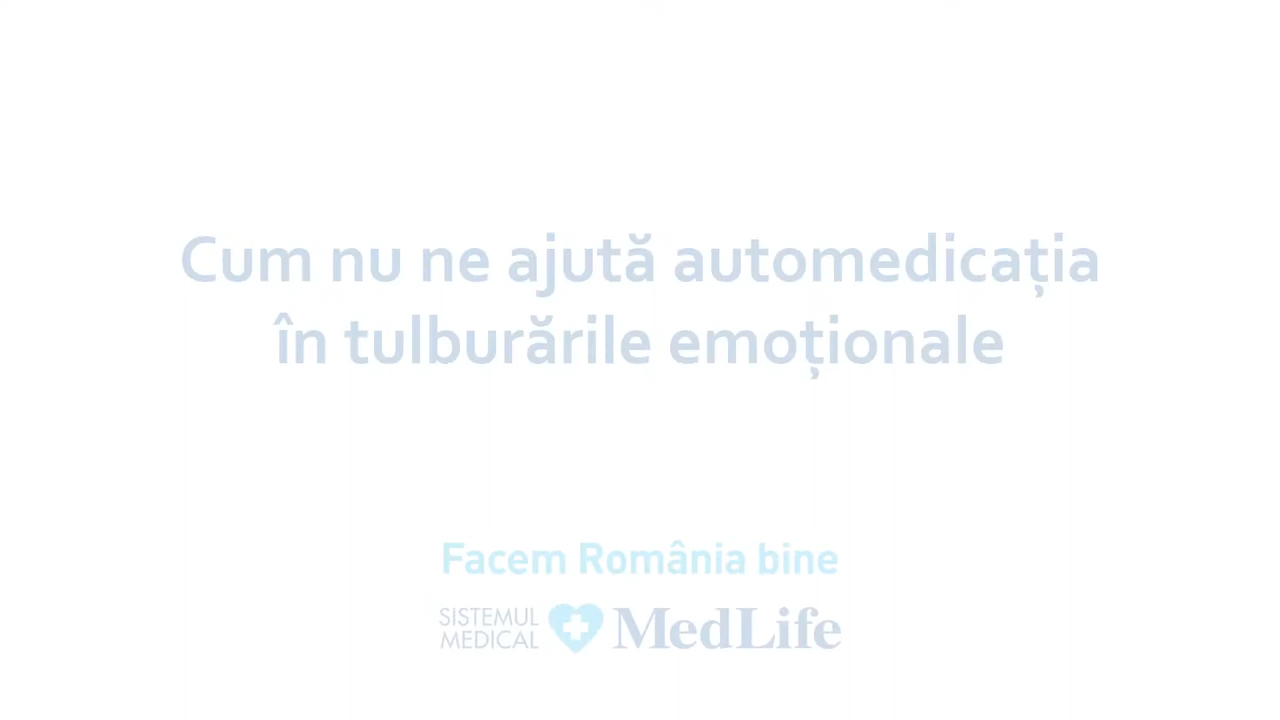 Cum nu ne ajută automedicația
în tulburările emoționale
Facem România bine
SISTEMUL
MEDICAL
MedLife